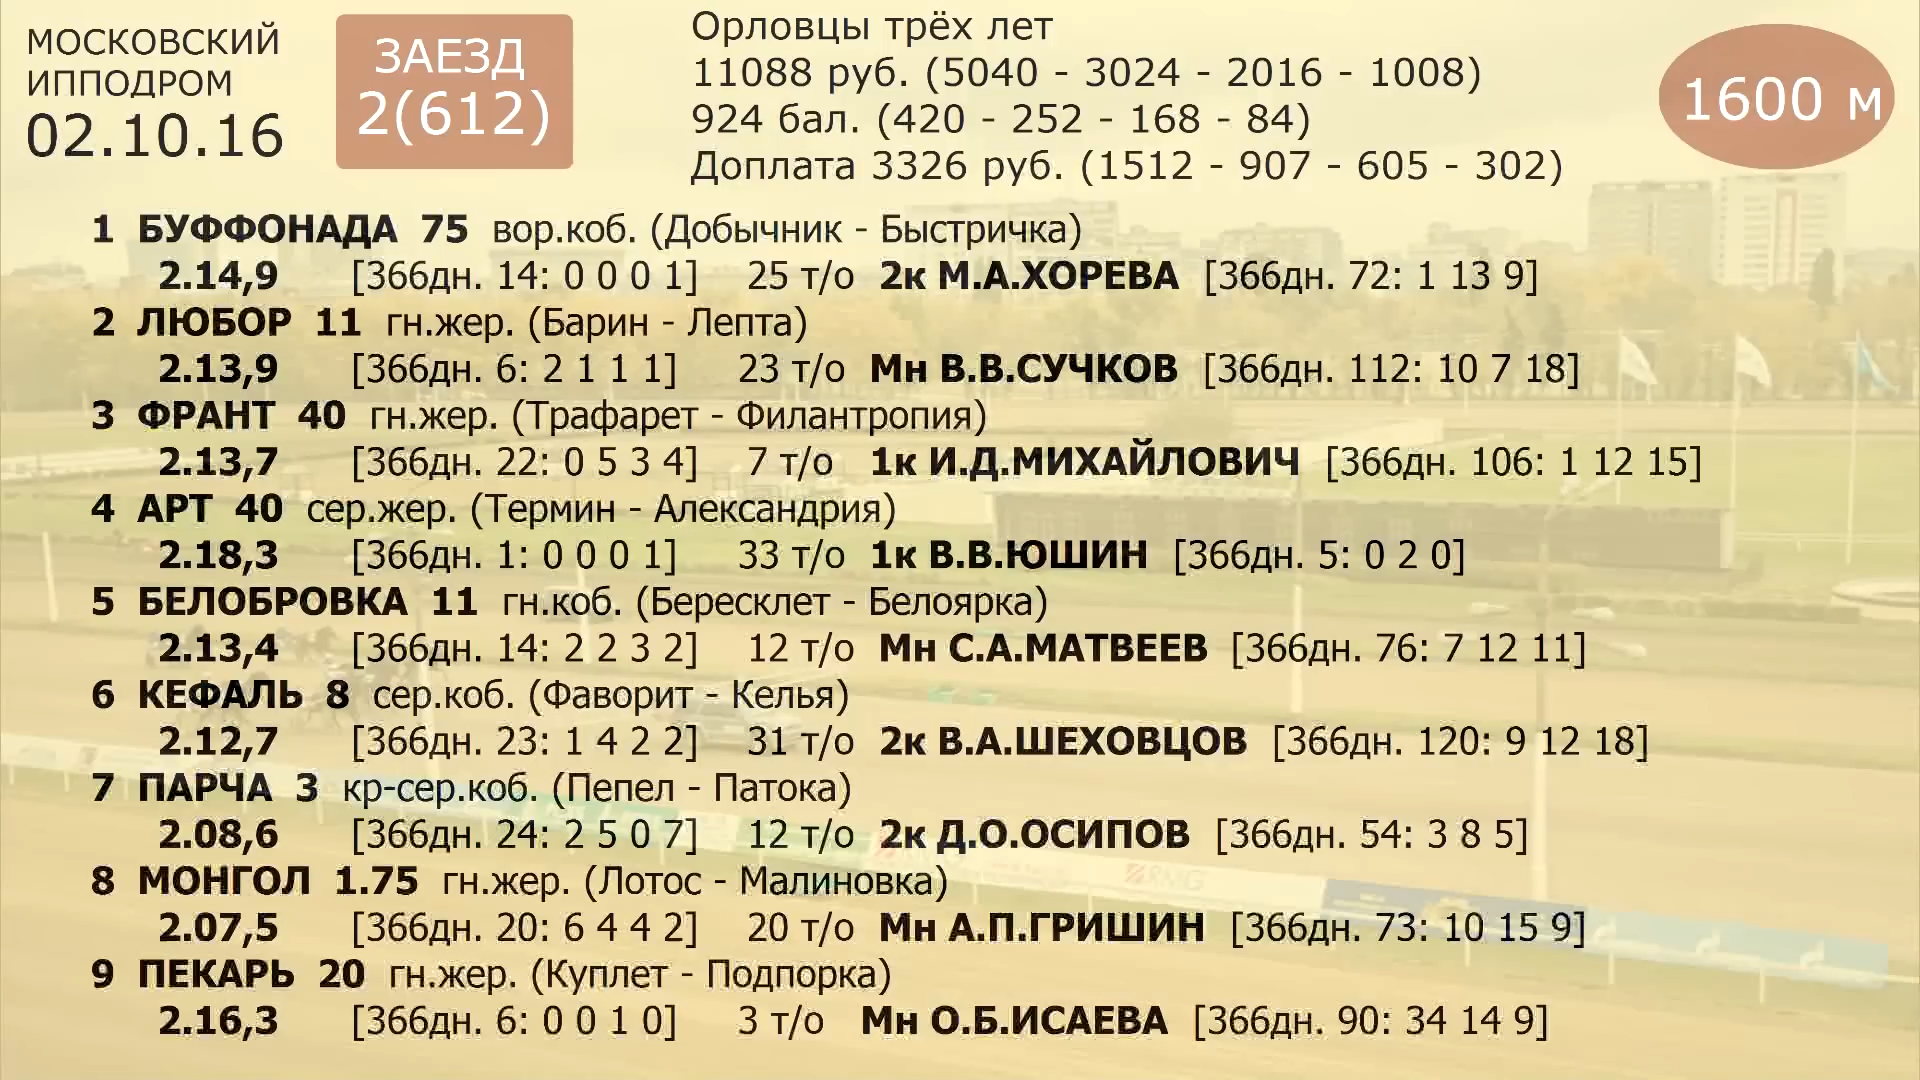 МОСКОВСКИЙ
ИППОДРОМ
02.10.16
ЗАЕЗД
2(612)
Орловцы трёх лет
11088 руб. (5040 - 3024 - 2016 - 1008)
924 бал. (420 - 252 - 168 - 84)
Доплата 3326 руб. (1512 - 907 - 605 - 302)
1600 м
1 БУФФОНАДА 75 вор.коб. (Добычник - Быстричка)
2.14,9 [366дн. 14: 0 0 0 1] 25 т/о 2к М.А.ХОРЕВА [366дн. 72: 1 13 9]
2 ЛЮБОР 11 гн.жер. (Барин - Лепта)
2.13,9 [366дн. 6: 2 1 1 1] 23 т/о Мн В.В.СУЧКОВ [366дн. 112: 10 7 18]
3 ФРАНТ 40 гн.жер. (Трафарет - Филантропия)
2.13,7 [366дн. 22: 0 5 3 4] 7 т/о 1к И.Д.МИХАЙЛОВИЧ [366дн. 106: 1 12 15]
4 АРТ 40 сер.жер. (Термин - Александрия)
2.18,3 [366дн. 1: 0 0 0 1] 33 т/о 1к В.В.ЮШИН [366дн. 5: 0 2 0]
5 БЕЛОБРОВКА 11 гн.коб. (Бересклет - Белоярка)
2.13,4 [366дн. 14: 2 2 3 2] 12 т/о Мн С.А.МАТВЕЕВ [366дн. 76: 7 12 11]
6 КЕФАЛЬ 8 сер.коб. (Фаворит - Келья)
2.12,7 [366дн. 23: 1 4 2 2] 31 т/о 2к В.А.ШЕХОВЦОВ [366дн. 120: 9 12 18]
7 ПАРЧА 3 кр-сер.коб. (Пепел - Патока)
2.08,6 [366дн. 24: 2 5 0 7] 12 т/о 2к Д.О.ОСИПОВ [366дн. 54: 3 8 5]
8 МОНГОЛ 1.75 гн.жер. (Лотос - Малиновка)
2.07,5 [366дн. 20: 6 4 4 2] 20 т/о Мн А.П.ГРИШИН [366дн. 73: 10 15 9]
9 ПЕКАРЬ 20 гн.жер. (Куплет - Подпорка)
2.16,3 [366дн. 6: 0 0 1 0] 3 т/о Мн О.Б.ИСАЕВА [366дн. 90: 34 14 9]